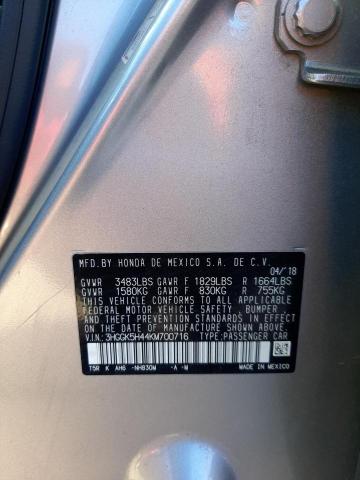 MFD.BY HONDA DE MEXICO S.A. DE C.V.
04/'18
GVWR 3483LBS GAWR F 1829LBS R 1664LBS
GVWR 1580KG GAWR F 830KG R 755KG
THIS VEHICLE CONFORMS TO ALL APPLICABLE
FEDERAL MOTOR VEHICLE SAFETY, BUMPER, AND
THEFT PREVENTION STANDARDS IN EFFECT ON
THE DATE OF MANUFACTURE SHOWN ABOVE.
V.I.N.: 3HGGK5H44KM700716 TYPE: PASSENGER CAR
T5R K AH6 -NH830M -A -M MADE IN MEXICO